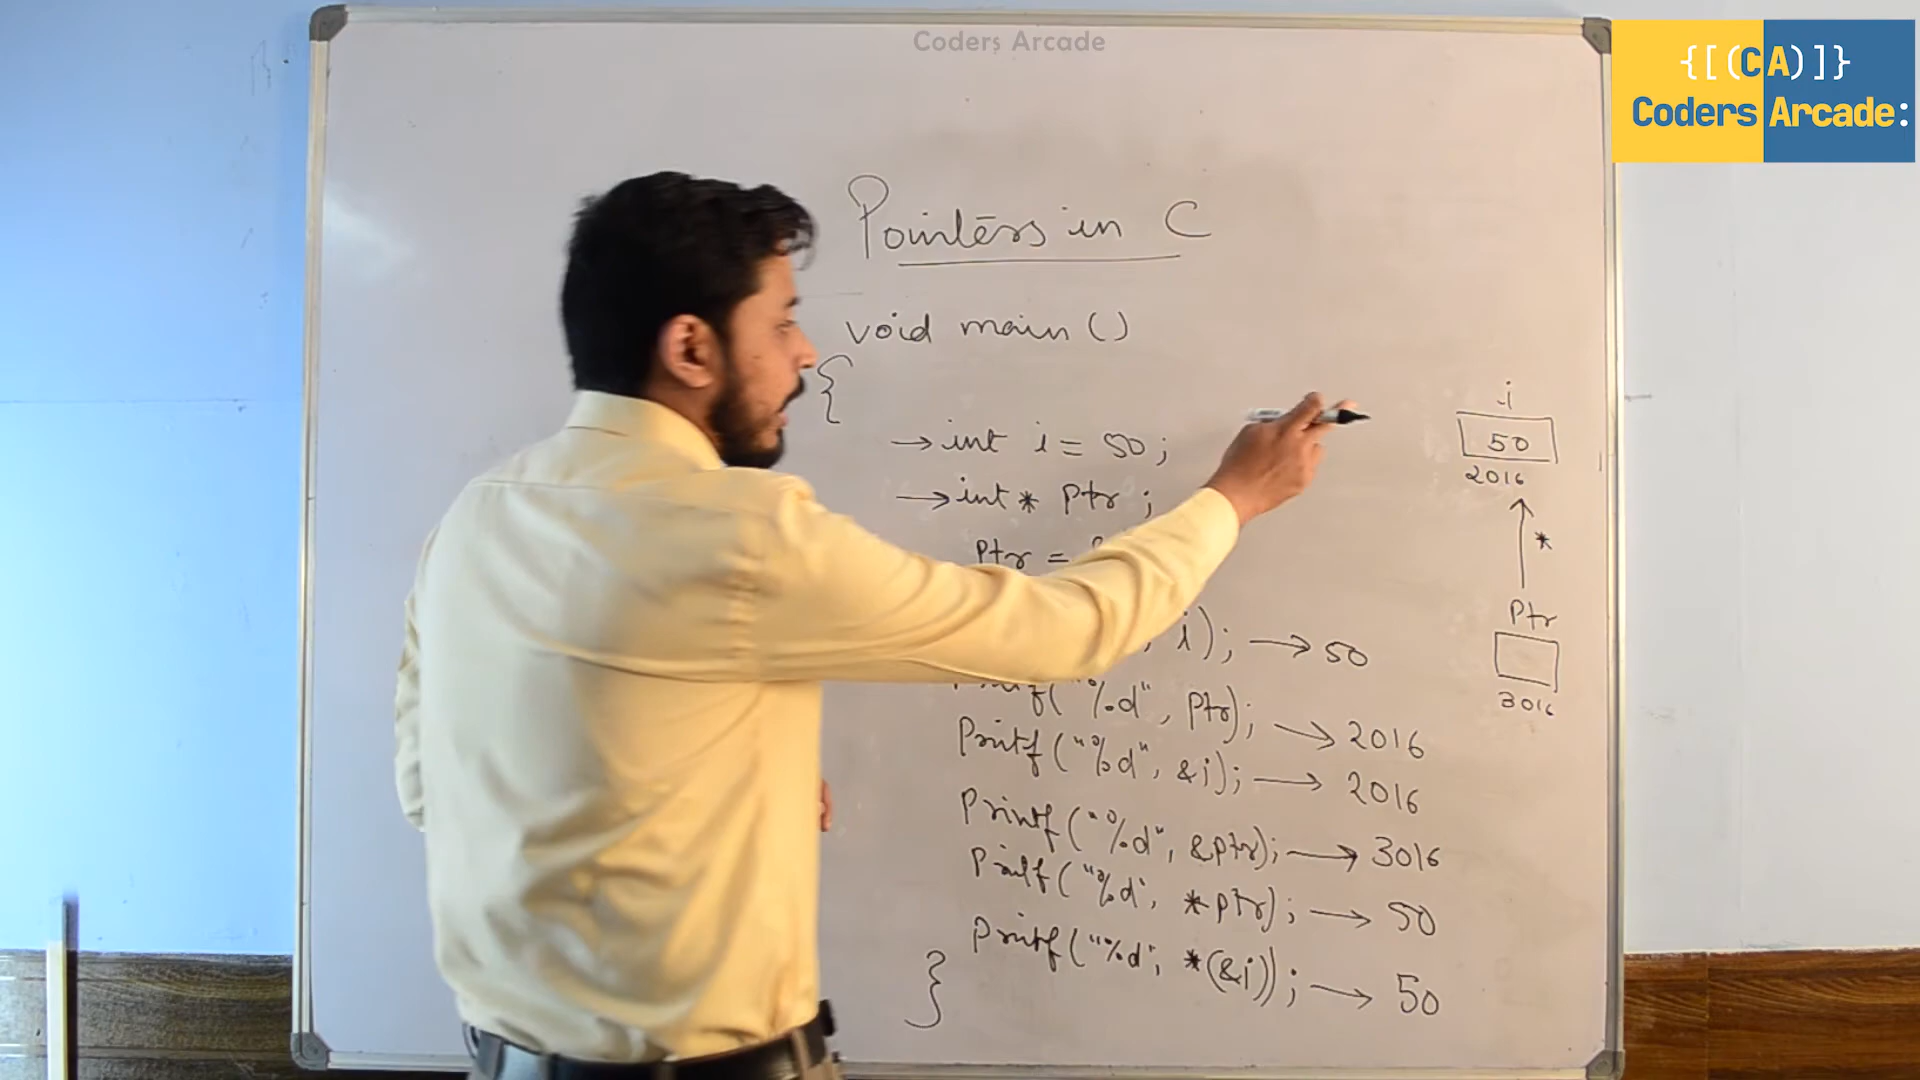 Coders Arcade
{[(CA)]}
Coders Arcade:
Pointers in C
void main ()
{
→ int i = 50 ;
→ int * Ptr ;
Ptr =
i); → 50
Printf( "%d" , Ptr); → 2016
Printf ( "%d" , &i); → 2016
Printf ( "%d" , &Ptr); → 3016
Printf ( "%d" , *ptr) ; → 50
Printf ( "%d" , *(&i)) ; → 50
}
i
50
2016
*
Ptr
3016